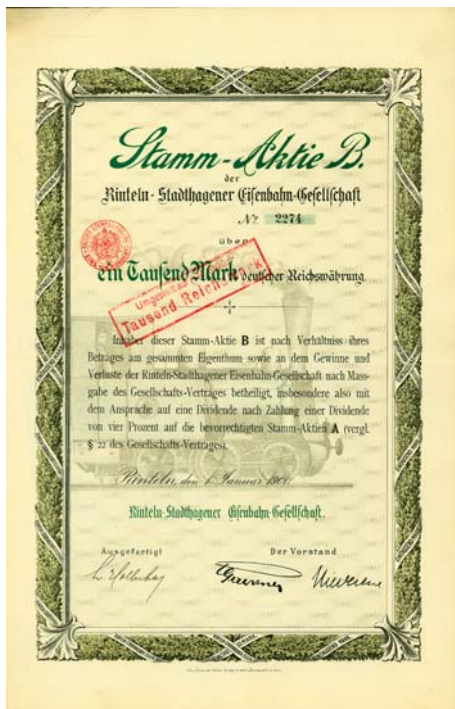 Stamm-Aktie B.
der
Rinteln-Stadthagener Eisenbahn-Gesellschaft
№ 2274
über
ein Tausend Mark deutscher Reichswährung
Umgestellt auf
Tausend Reichsmark
Inhaber dieser Stamm-Aktie B ist nach Verhältniss ihres
Betrages am gesammten Eigenthum sowie an dem Gewinne und
Verluste der Rinteln-Stadthagener Eisenbahn-Gesellschaft nach Mass-
gabe des Gesellschafts-Vertrages betheiligt, insbesondere also mit
dem Anspruche auf eine Dividende nach Zahlung einer Dividende
von vier Prozent auf die bevorrechtigten Stamm-Aktien A (vergl.
§ 22 des Gesellschafts-Vertrages).
Rinteln, den 1. Januar
Rinteln-Stadthagener Eisenbahn-Gesellschaft.
Ausgefertigt Der Vorstand